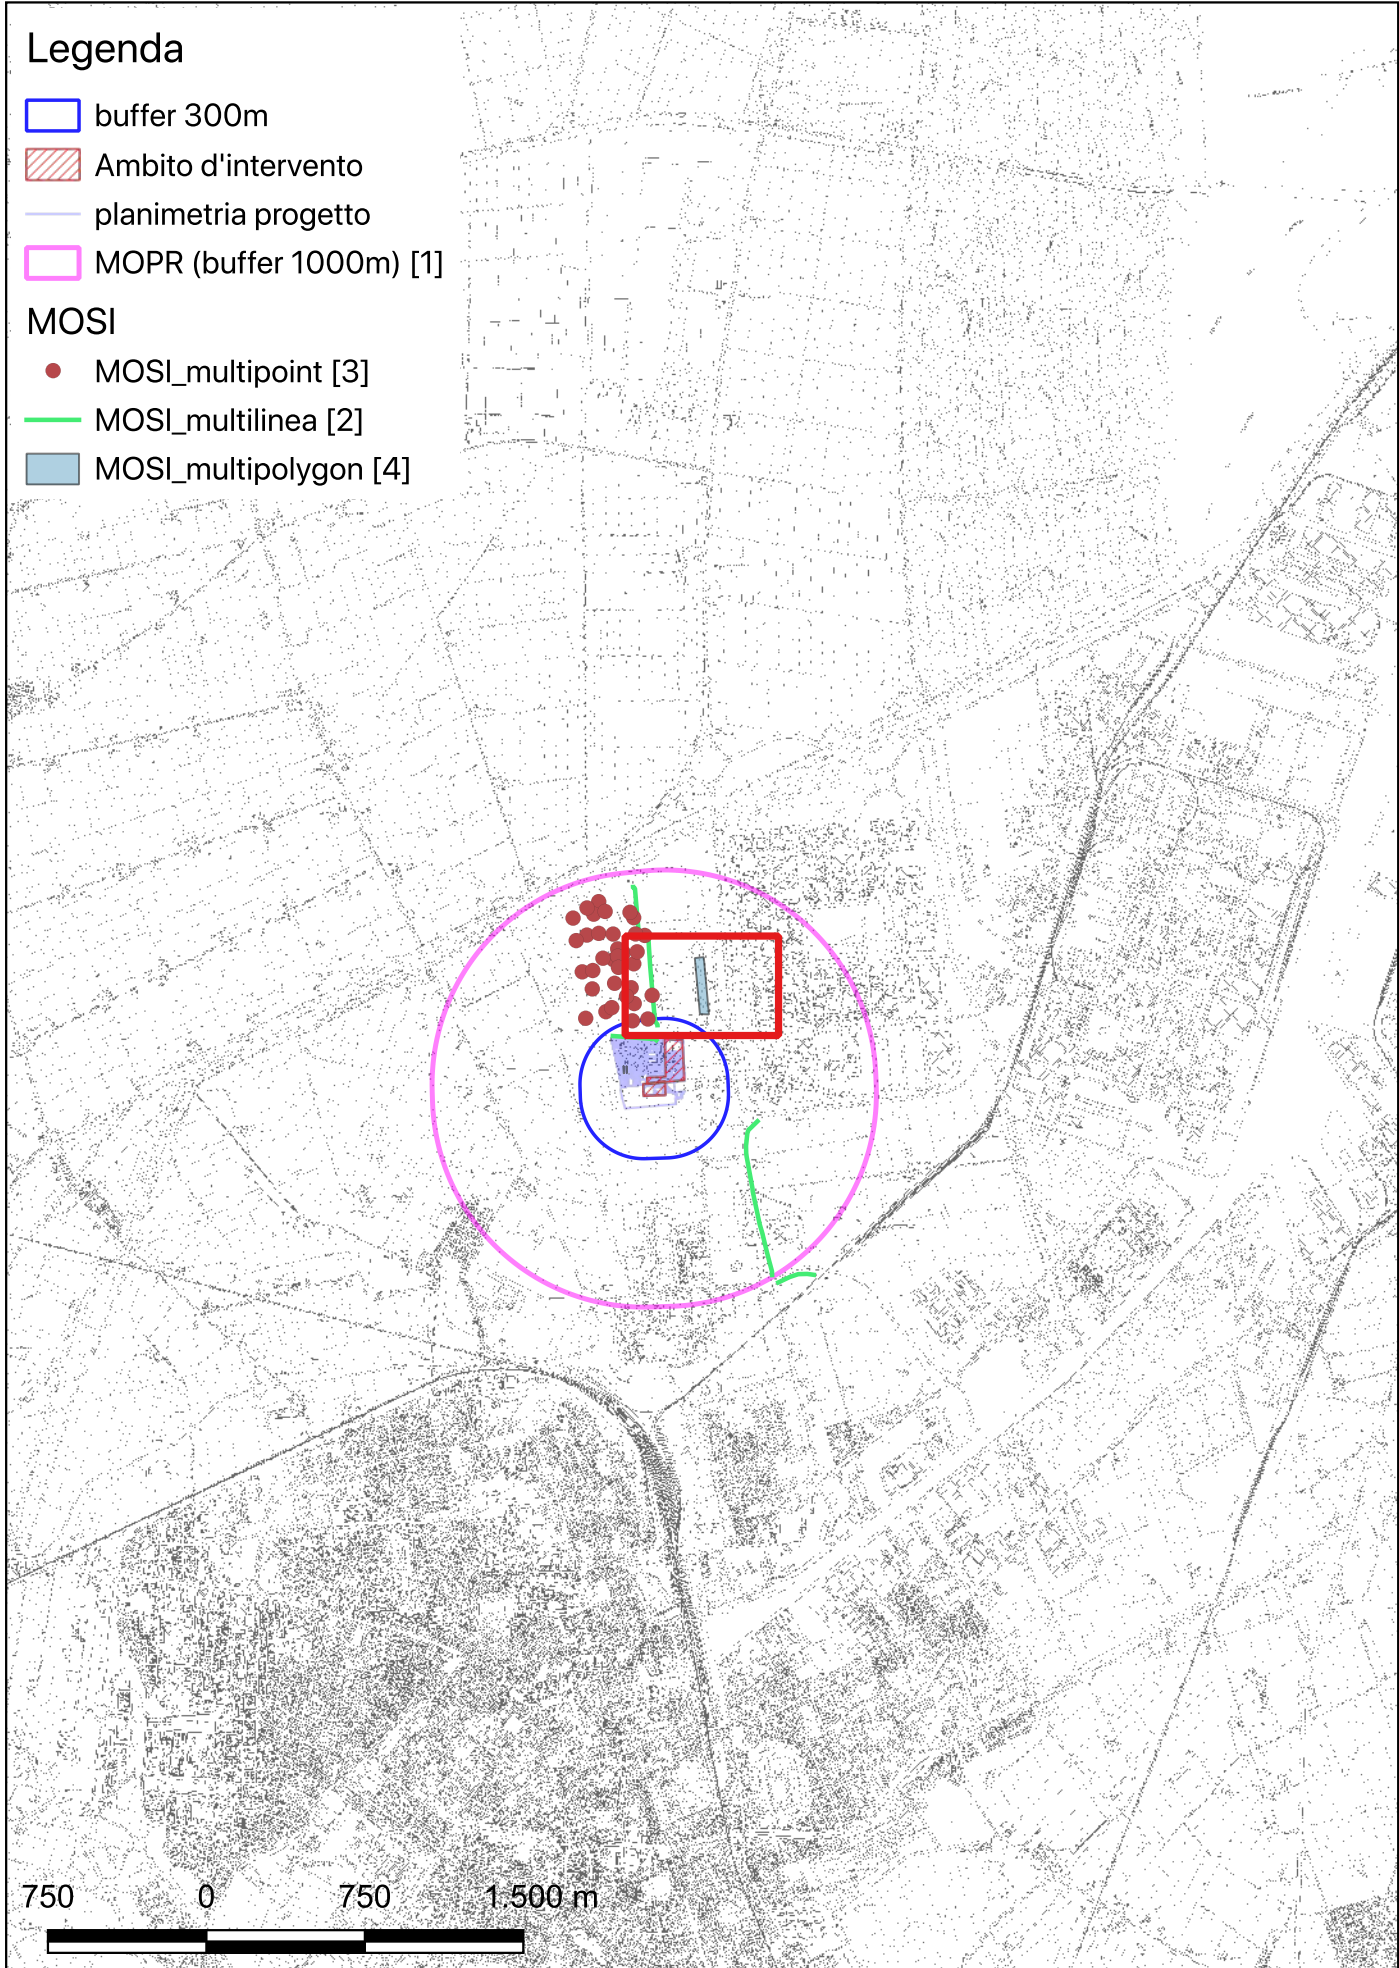 Legenda
buffer 300m
Ambito d'intervento
planimetria progetto
MOPR (buffer 1000m) [1]
MOSI
MOSI_multipoint [3]
MOSI_multilinea [2]
MOSI_multipolygon [4]
750 0 750 1.500 m